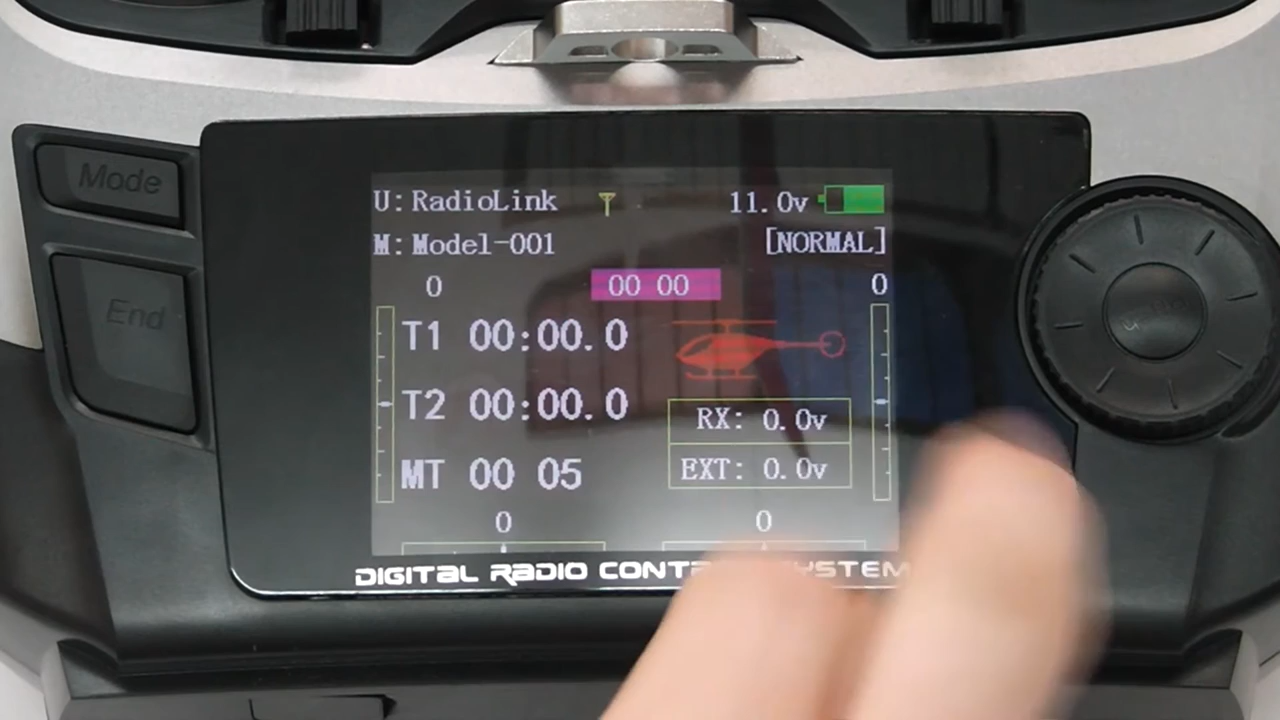 Mode
End
U: RadioLink
11.0v
M: Model-001
[NORMAL]
0
00 00
0
T1 00:00.0
T2 00:00.0
RX: 0.0v
MT 00 05
EXT: 0.0v
0
0
DIGITAL RADIO CONT
YSTEM